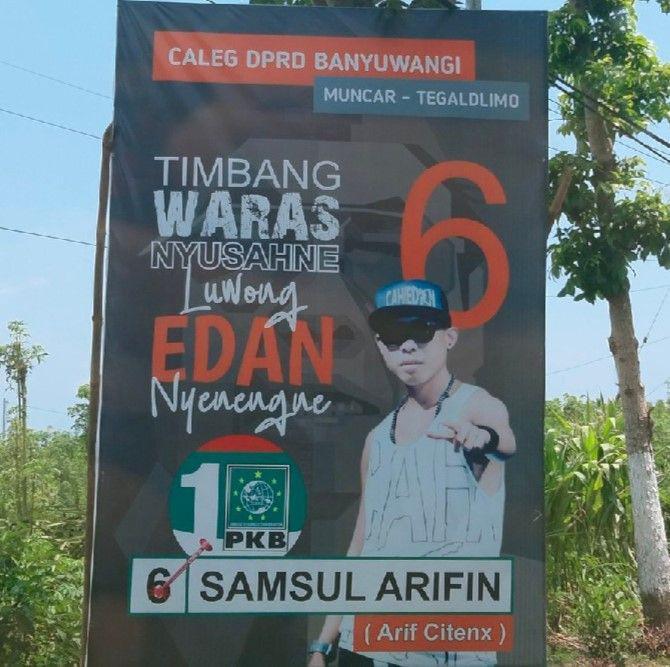 CALEG DPRD BANYUWANGI
MUNCAR - TEGALDLIMO
TIMBANG
WARAS
NYUSAHNE
Luwong
EDAN
Nyenengne
6
1
PKB
6 SAMSUL ARIFIN
( Arif Citenx )